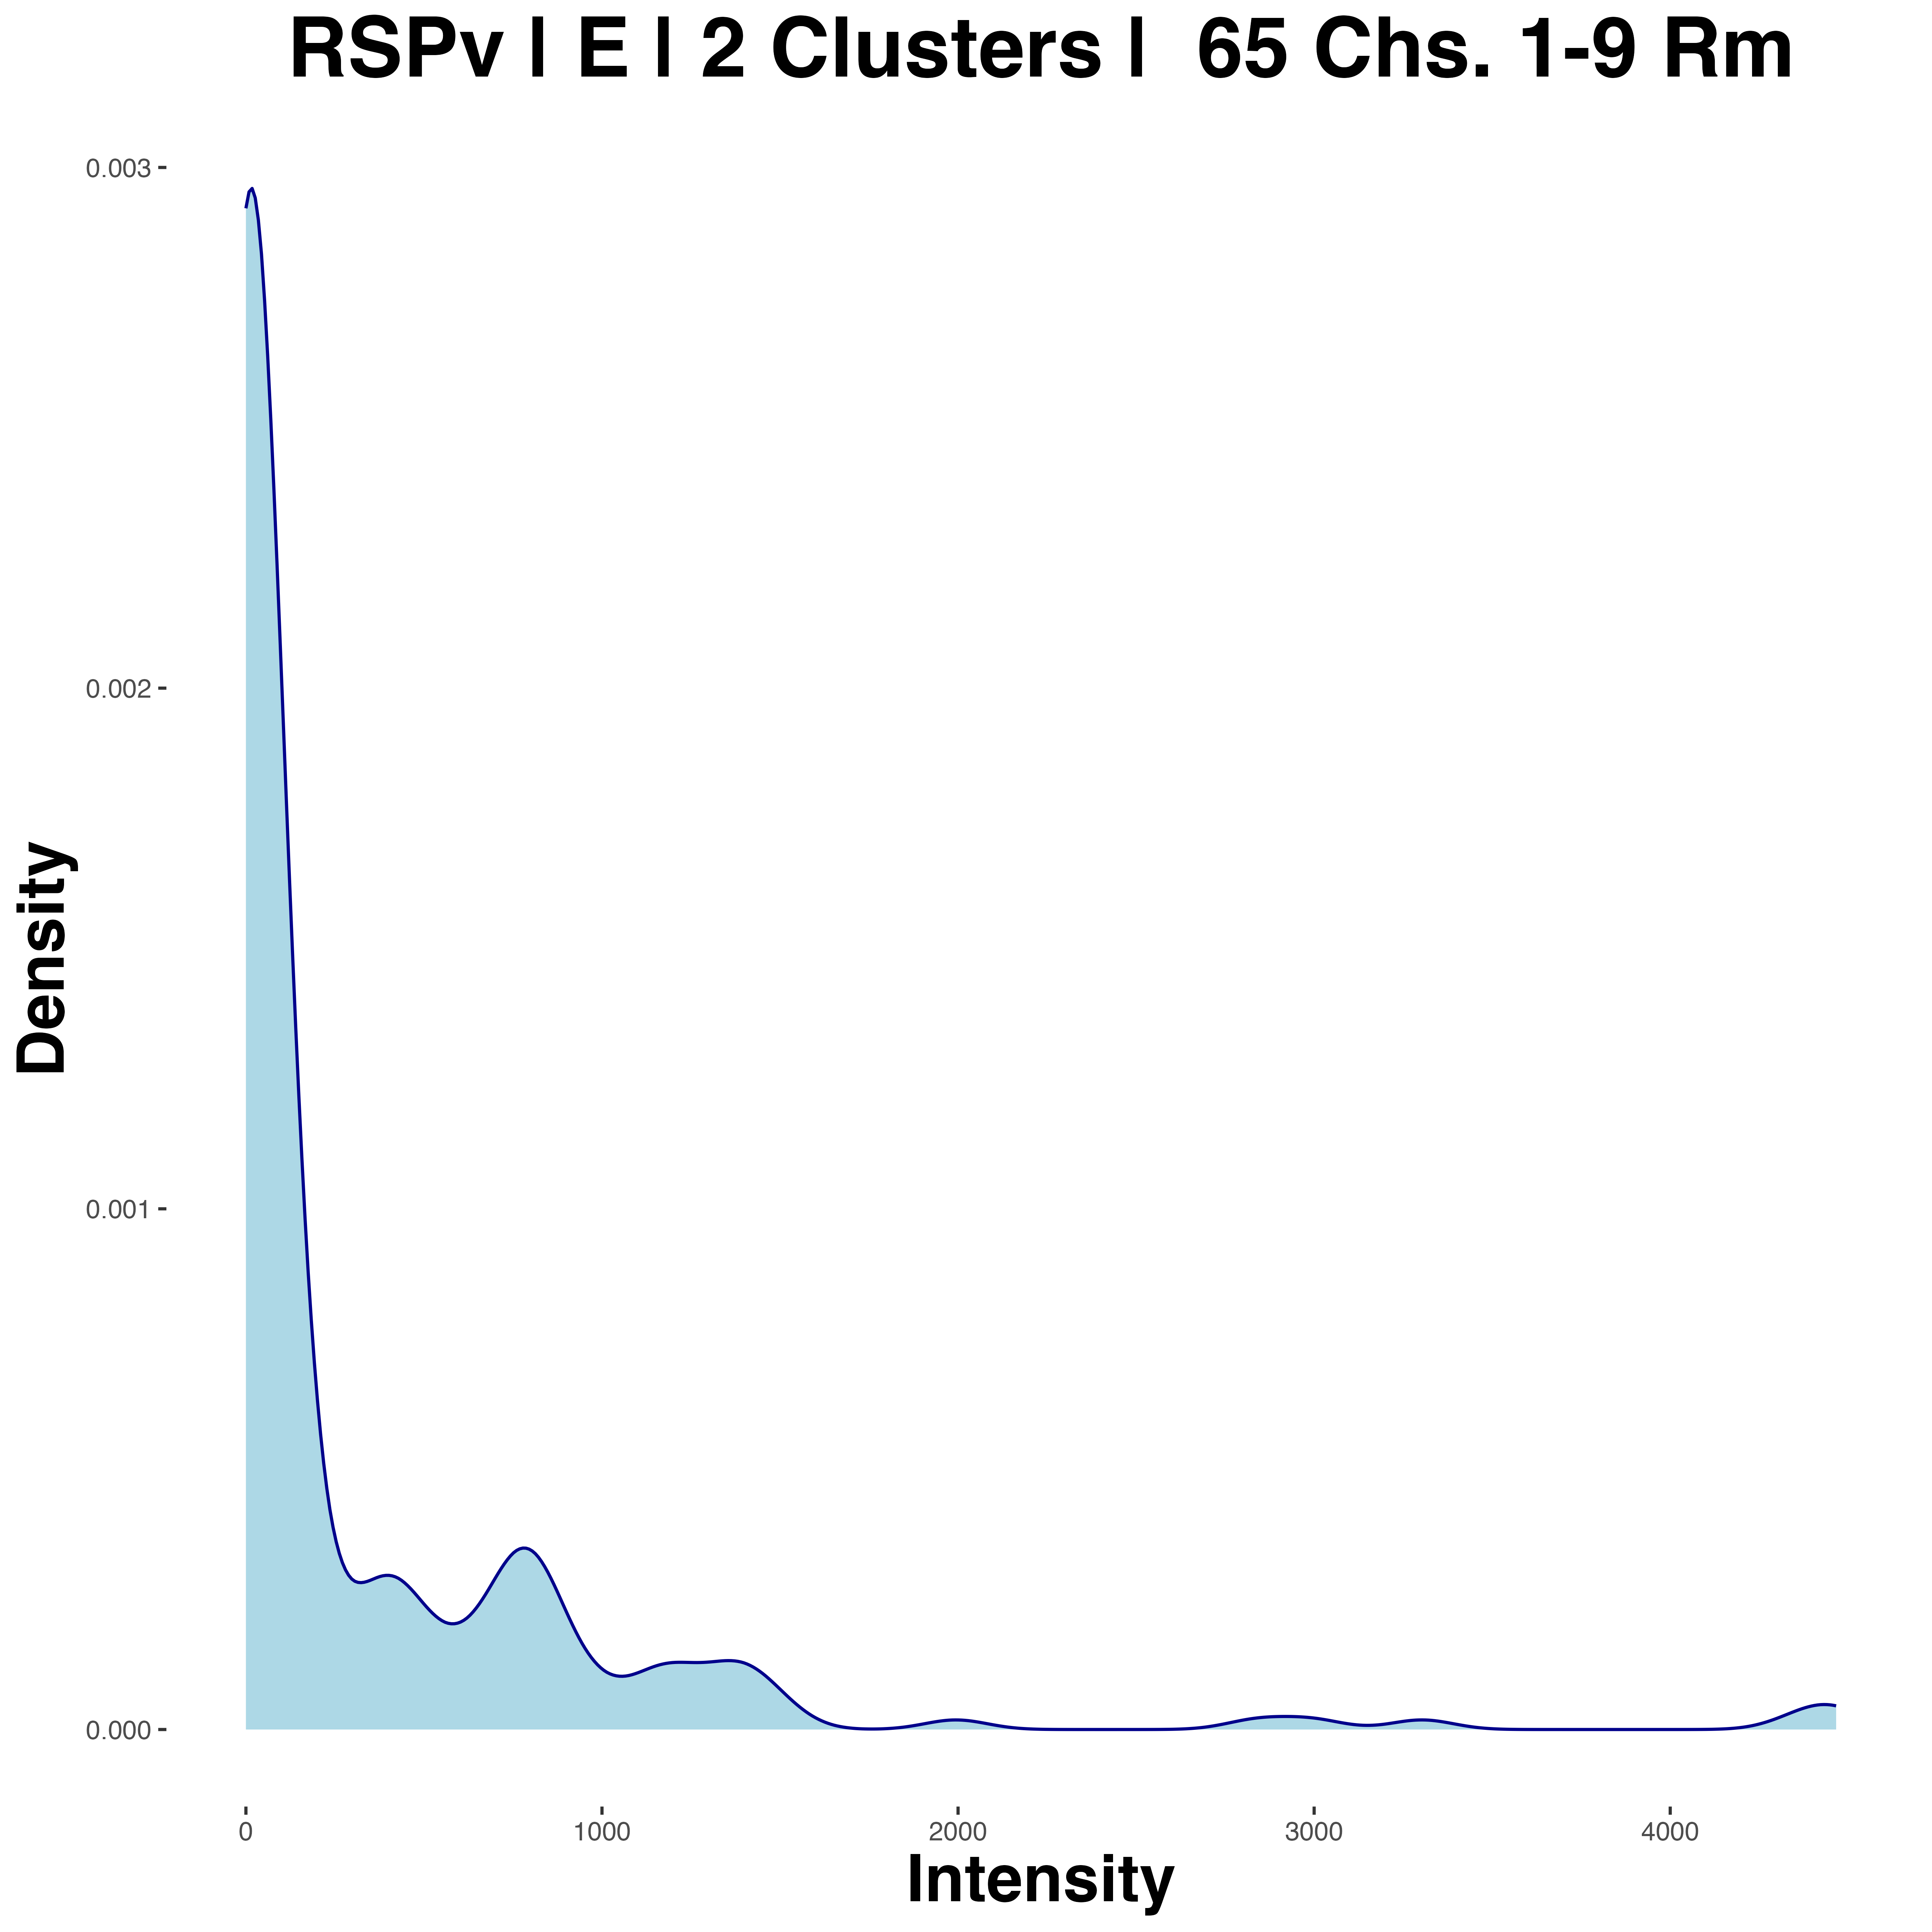 RSPv | E | 2 Clusters |  65 Chs. 1-9 Rm
0.003
0.002
0.001
0.000
Density
0 1000 2000 3000 4000
Intensity